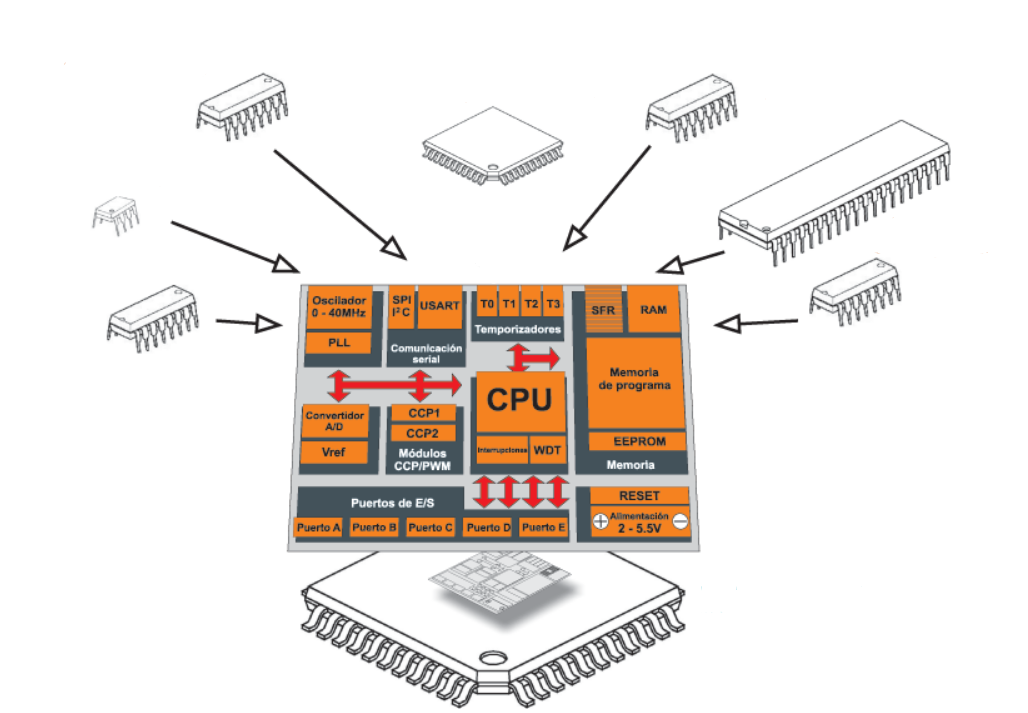 Oscilador
0 - 40MHz
PLL
SPI
I²C
USART
Comunicación
serial
T0 T1 T2 T3
Temporizadores
SFR
RAM
Memoria
de programa
EEPROM
Memoria
Convertidor
A/D
Vref
CCP1
CCP2
Módulos
CCP/PWM
CPU
Interrupciones
WDT
Puertos de E/S
Puerto A Puerto B Puerto C Puerto D Puerto E
RESET
+ Alimentación −
2 - 5.5V